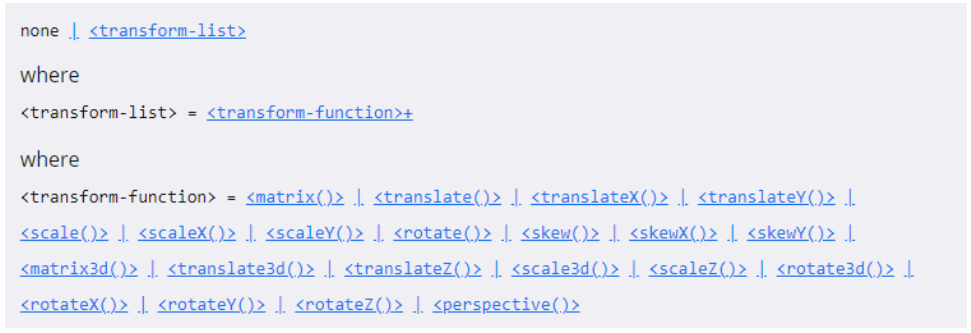 none | <transform-list>
where
<transform-list> = <transform-function>+
where
<transform-function> = <matrix()> | <translate()> | <translateX()> | <translateY()> |
<scale()> | <scaleX()> | <scaleY()> | <rotate()> | <skew()> | <skewX()> | <skewY()> |
<matrix3d()> | <translate3d()> | <translateZ()> | <scale3d()> | <scaleZ()> | <rotate3d()> |
<rotateX()> | <rotateY()> | <rotateZ()> | <perspective()>